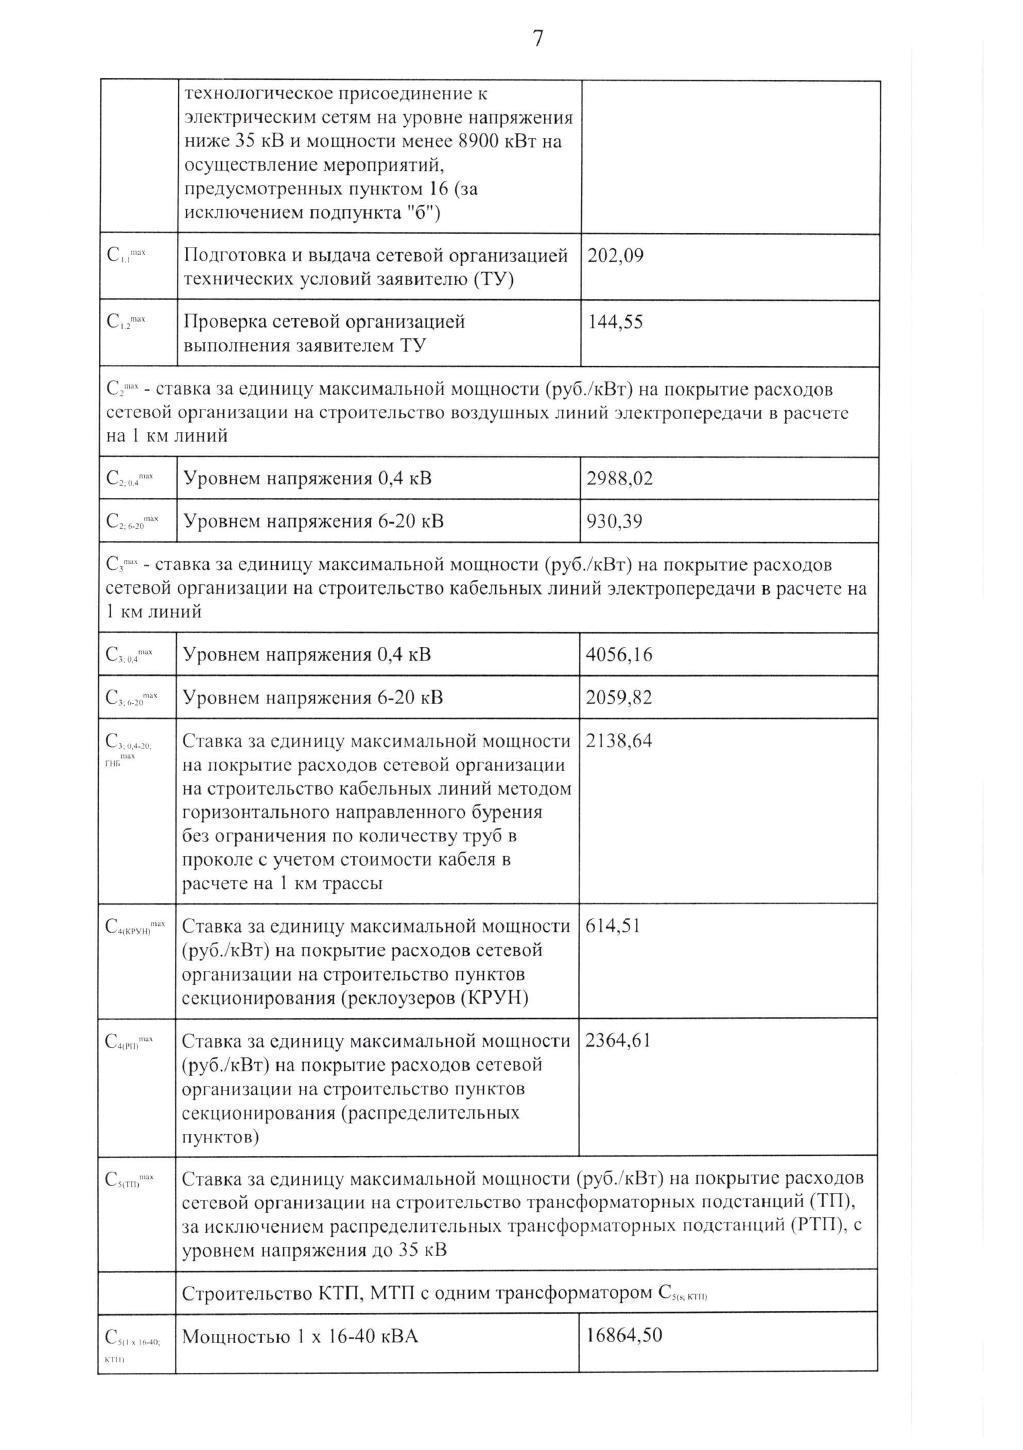 7
технологическое присоединение к
электрическим сетям на уровне напряжения
ниже 35 кВ и мощности менее 8900 кВт на
осуществление мероприятий,
предусмотренных пунктом 16 (за
исключением подпункта "б")
C1.1max Подготовка и выдача сетевой организацией 202,09
технических условий заявителю (ТУ)
C1.2max Проверка сетевой организацией 144,55
выполнения заявителем ТУ
C2max - ставка за единицу максимальной мощности (руб./кВт) на покрытие расходов
сетевой организации на строительство воздушных линий электропередачи в расчете
на 1 км линий
C2; 0,4max Уровнем напряжения 0,4 кВ 2988,02
C2; 6-20max Уровнем напряжения 6-20 кВ 930,39
C3max - ставка за единицу максимальной мощности (руб./кВт) на покрытие расходов
сетевой организации на строительство кабельных линий электропередачи в расчете на
1 км линий
C3; 0,4max Уровнем напряжения 0,4 кВ 4056,16
C3; 6-20max Уровнем напряжения 6-20 кВ 2059,82
C3; 0,4-20; Ставка за единицу максимальной мощности 2138,64
ГНБmax на покрытие расходов сетевой организации
на строительство кабельных линий методом
горизонтального направленного бурения
без ограничения по количеству труб в
проколе с учетом стоимости кабеля в
расчете на 1 км трассы
C4(КРУН)max Ставка за единицу максимальной мощности 614,51
(руб./кВт) на покрытие расходов сетевой
организации на строительство пунктов
секционирования (реклоузеров (КРУН)
C4(РП)max Ставка за единицу максимальной мощности 2364,61
(руб./кВт) на покрытие расходов сетевой
организации на строительство пунктов
секционирования (распределительных
пунктов)
C5(ТП)max Ставка за единицу максимальной мощности (руб./кВт) на покрытие расходов
сетевой организации на строительство трансформаторных подстанций (ТП),
за исключением распределительных трансформаторных подстанций (РТП), с
уровнем напряжения до 35 кВ
Строительство КТП, МТП с одним трансформатором C5(s; КТП)
C5(1 х 16-40; Мощностью 1 х 16-40 кВА 16864,50
КТП)